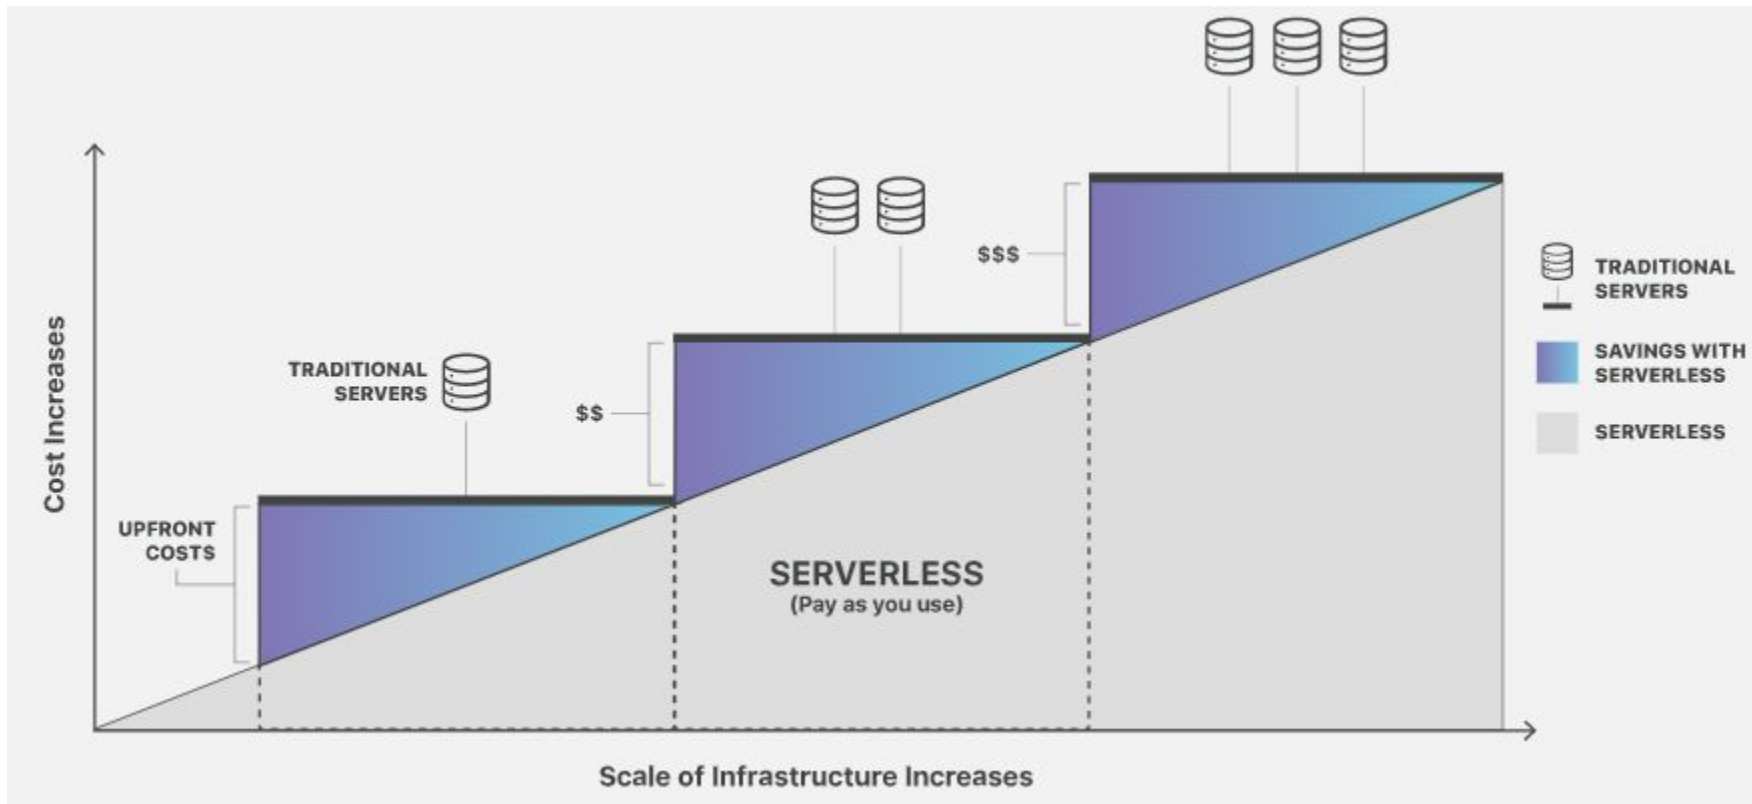 $$$
TRADITIONAL
SERVERS
SAVINGS WITH
SERVERLESS
SERVERLESS
TRADITIONAL
SERVERS
$$
UPFRONT
COSTS
SERVERLESS
(Pay as you use)
Cost Increases
Scale of Infrastructure Increases